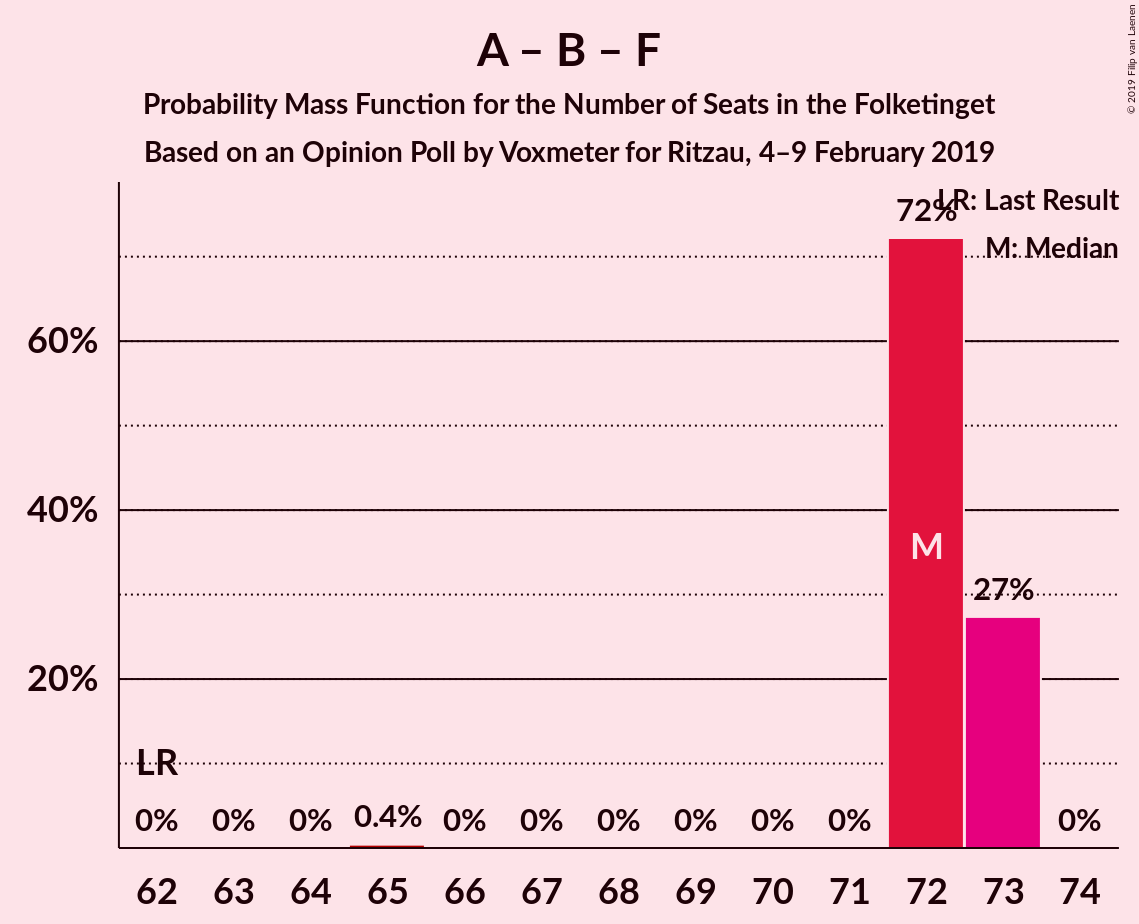 A – B – F
Probability Mass Function for the Number of Seats in the Folketinget
Based on an Opinion Poll by Voxmeter for Ritzau, 4–9 February 2019
© 2019 Filip van Laenen
LR: Last Result
M: Median
72%
60%
40%
20%
M
27%
LR
0% 0% 0% 0.4% 0% 0% 0% 0% 0% 0% 0%
62 63 64 65 66 67 68 69 70 71 72 73 74